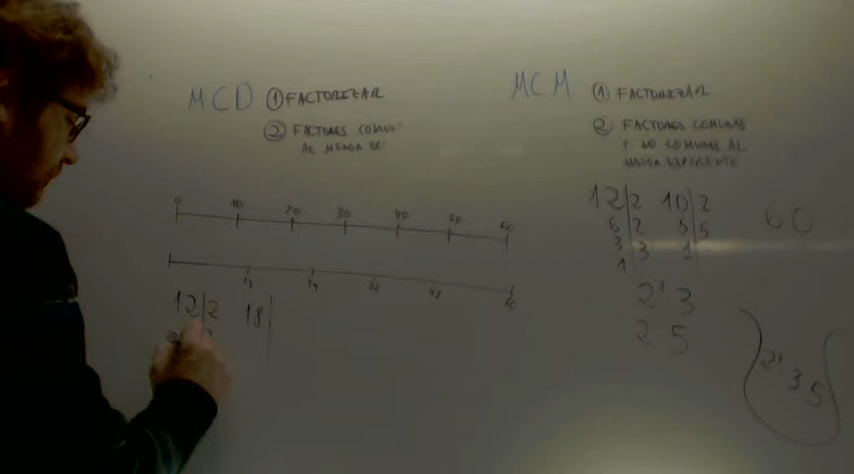 MCD ① FACTORIZAR
② FACTORES COMUN
AL MENOR EX
MCM ① FACTORIZAR
② FACTORES COMUNES
Y NO COMUNES AL
MAYOR EXPONENTE
0 10 20 30 40 50 60
12 24 36 48 60
12|2 18|
12|2 10|2
6|2 5|5
3|3 1
1
2²·3
2·5
60
2² 3 5